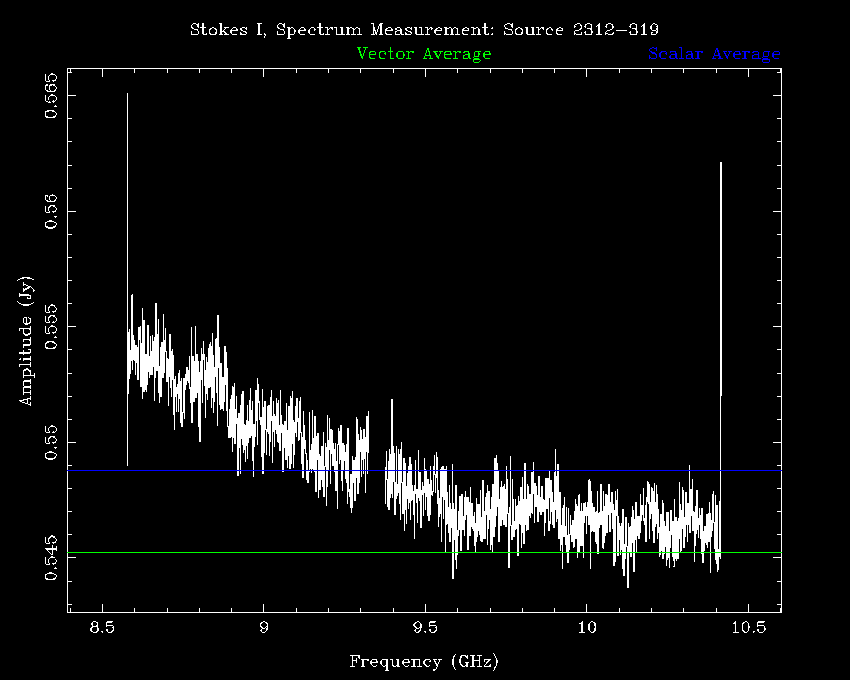 Stokes I, Spectrum Measurement: Source 2312-319
Vector Average Scalar Average
0.565
0.56
0.555
0.55
0.545
Amplitude (Jy)
8.5 9 9.5 10 10.5
Frequency (GHz)